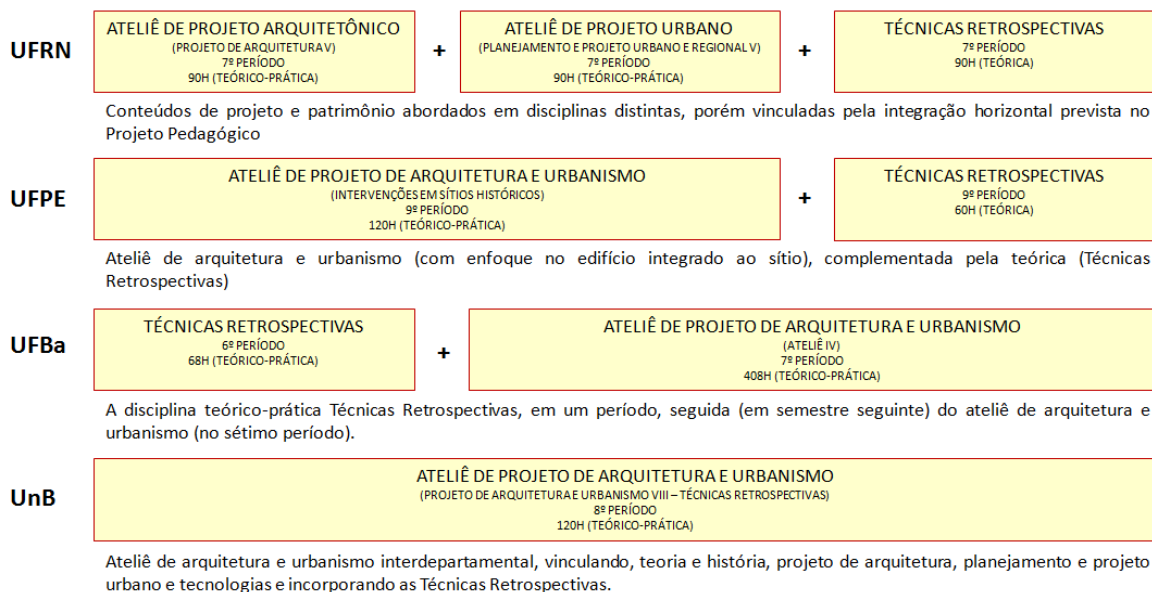 UFRN
ATELIÊ DE PROJETO ARQUITETÔNICO
(PROJETO DE ARQUITETURA V)
7º PERÍODO
90H (TEÓRICO-PRÁTICA)
+
ATELIÊ DE PROJETO URBANO
(PLANEJAMENTO E PROJETO URBANO E REGIONAL V)
7º PERÍODO
90H (TEÓRICO-PRÁTICA)
+
TÉCNICAS RETROSPECTIVAS
7º PERÍODO
90H (TEÓRICA)
Conteúdos de projeto e patrimônio abordados em disciplinas distintas, porém vinculadas pela integração horizontal prevista no
Projeto Pedagógico
UFPE
ATELIÊ DE PROJETO DE ARQUITETURA E URBANISMO
(INTERVENÇÕES EM SÍTIOS HISTÓRICOS)
9º PERÍODO
120H (TEÓRICO-PRÁTICA)
+
TÉCNICAS RETROSPECTIVAS
9º PERÍODO
60H (TEÓRICA)
Ateliê de arquitetura e urbanismo (com enfoque no edifício integrado ao sítio), complementada pela teórica (Técnicas
Retrospectivas)
UFBa
TÉCNICAS RETROSPECTIVAS
6º PERÍODO
68H (TEÓRICO-PRÁTICA)
+
ATELIÊ DE PROJETO DE ARQUITETURA E URBANISMO
(ATELIÊ IV)
7º PERÍODO
408H (TEÓRICO-PRÁTICA)
A disciplina teórico-prática Técnicas Retrospectivas, em um período, seguida (em semestre seguinte) do ateliê de arquitetura e
urbanismo (no sétimo período).
UnB
ATELIÊ DE PROJETO DE ARQUITETURA E URBANISMO
(PROJETO DE ARQUITETURA E URBANISMO VIII – TÉCNICAS RETROSPECTIVAS)
8º PERÍODO
120H (TEÓRICO-PRÁTICA)
Ateliê de arquitetura e urbanismo interdepartamental, vinculando, teoria e história, projeto de arquitetura, planejamento e projeto
urbano e tecnologias e incorporando as Técnicas Retrospectivas.